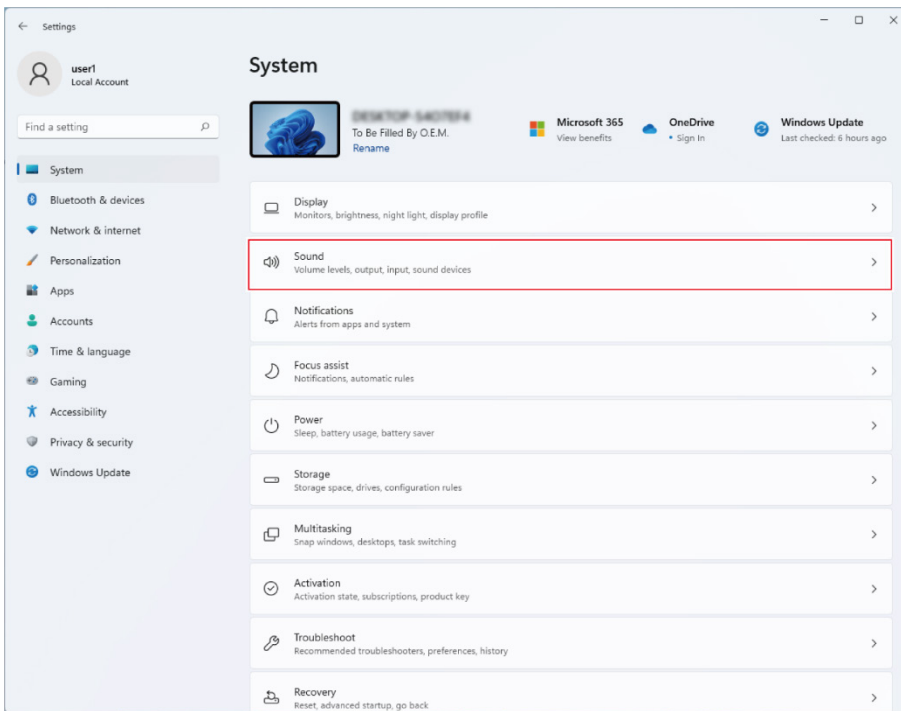 Settings
user1
Local Account
Find a setting
System
Bluetooth & devices
Network & internet
Personalization
Apps
Accounts
Time & language
Gaming
Accessibility
Privacy & security
Windows Update
System
To Be Filled By O.E.M.
Rename
Microsoft 365
View benefits
OneDrive
• Sign In
Windows Update
Last checked: 6 hours ago
Display
Monitors, brightness, night light, display profile
Sound
Volume levels, output, input, sound devices
Notifications
Alerts from apps and system
Focus assist
Notifications, automatic rules
Power
Sleep, battery usage, battery saver
Storage
Storage space, drives, configuration rules
Multitasking
Snap windows, desktops, task switching
Activation
Activation state, subscriptions, product key
Troubleshoot
Recommended troubleshooters, preferences, history
Recovery
Reset, advanced startup, go back